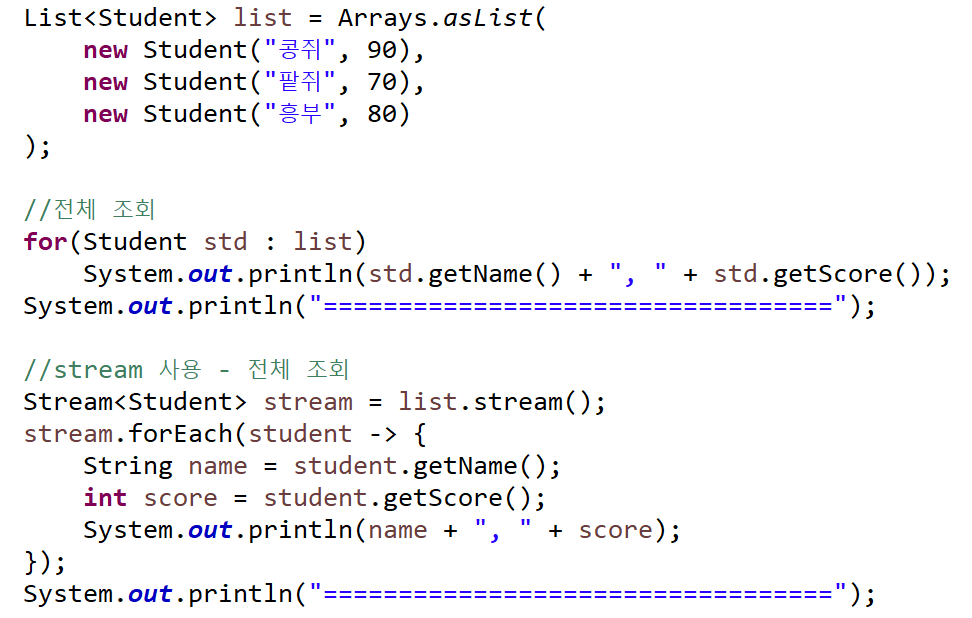 List<Student> list = Arrays.asList(
    new Student("콩쥐", 90),
    new Student("팥쥐", 70),
    new Student("흥부", 80)
);

//전체 조회
for(Student std : list)
    System.out.println(std.getName() + ", " + std.getScore());
System.out.println("==================================");

//stream 사용 - 전체 조회
Stream<Student> stream = list.stream();
stream.forEach(student -> {
    String name = student.getName();
    int score = student.getScore();
    System.out.println(name + ", " + score);
});
System.out.println("==================================");